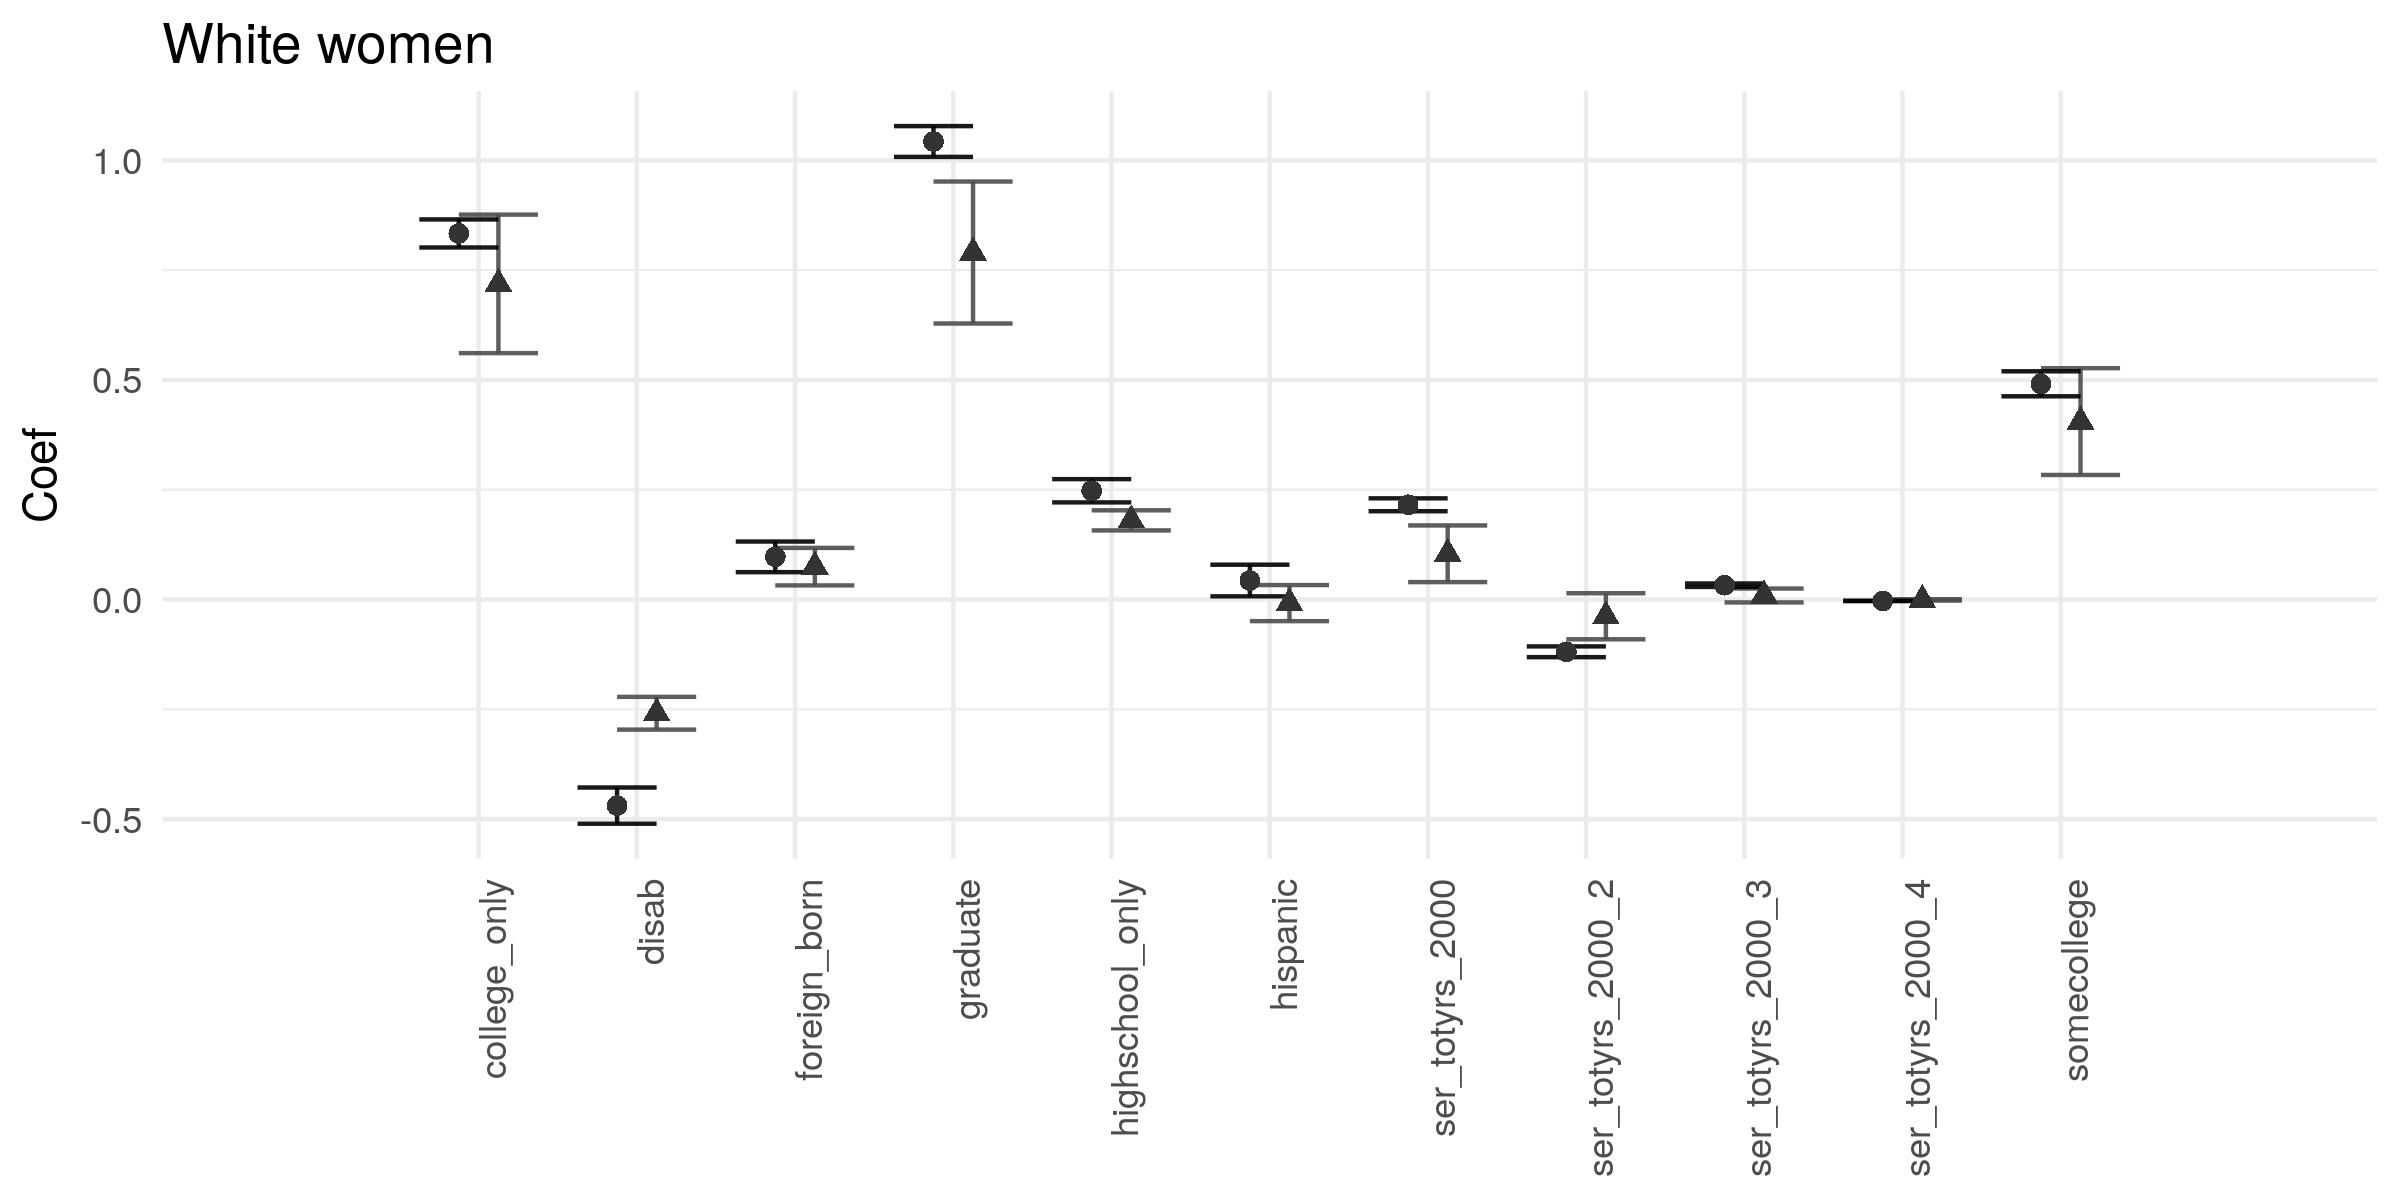 White women
Coef
1.0
0.5
0.0
-0.5
college_only
disab
foreign_born
graduate
highschool_only
hispanic
ser_totyrs_2000
ser_totyrs_2000_2
ser_totyrs_2000_3
ser_totyrs_2000_4
somecollege